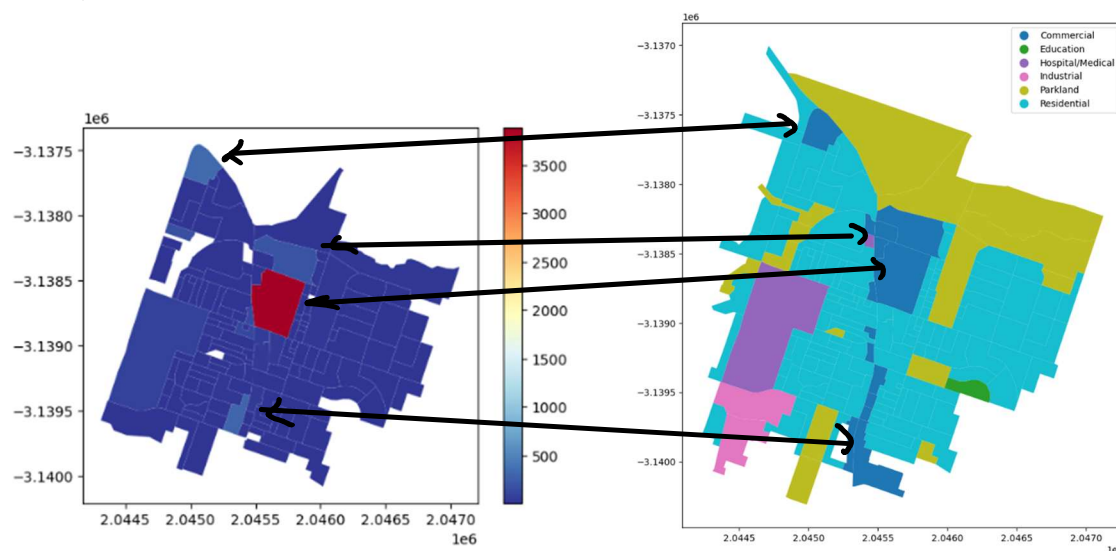 1e6
−3.1375
−3.1380
−3.1385
−3.1390
−3.1395
−3.1400
2.0445 2.0450 2.0455 2.0460 2.0465 2.0470
1e6
3500
3000
2500
2000
1500
1000
500
1e6
−3.1370
−3.1375
−3.1380
−3.1385
−3.1390
−3.1395
−3.1400
2.0445 2.0450 2.0455 2.0460 2.0465 2.0470
1e6
Commercial
Education
Hospital/Medical
Industrial
Parkland
Residential